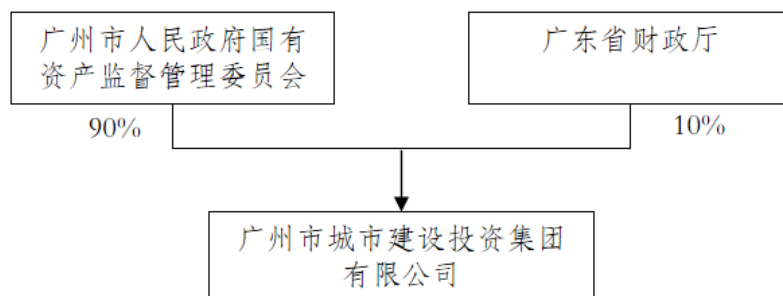 广州市人民政府国有
资产监督管理委员会
广东省财政厅
90%
10%
广州市城市建设投资集团
有限公司